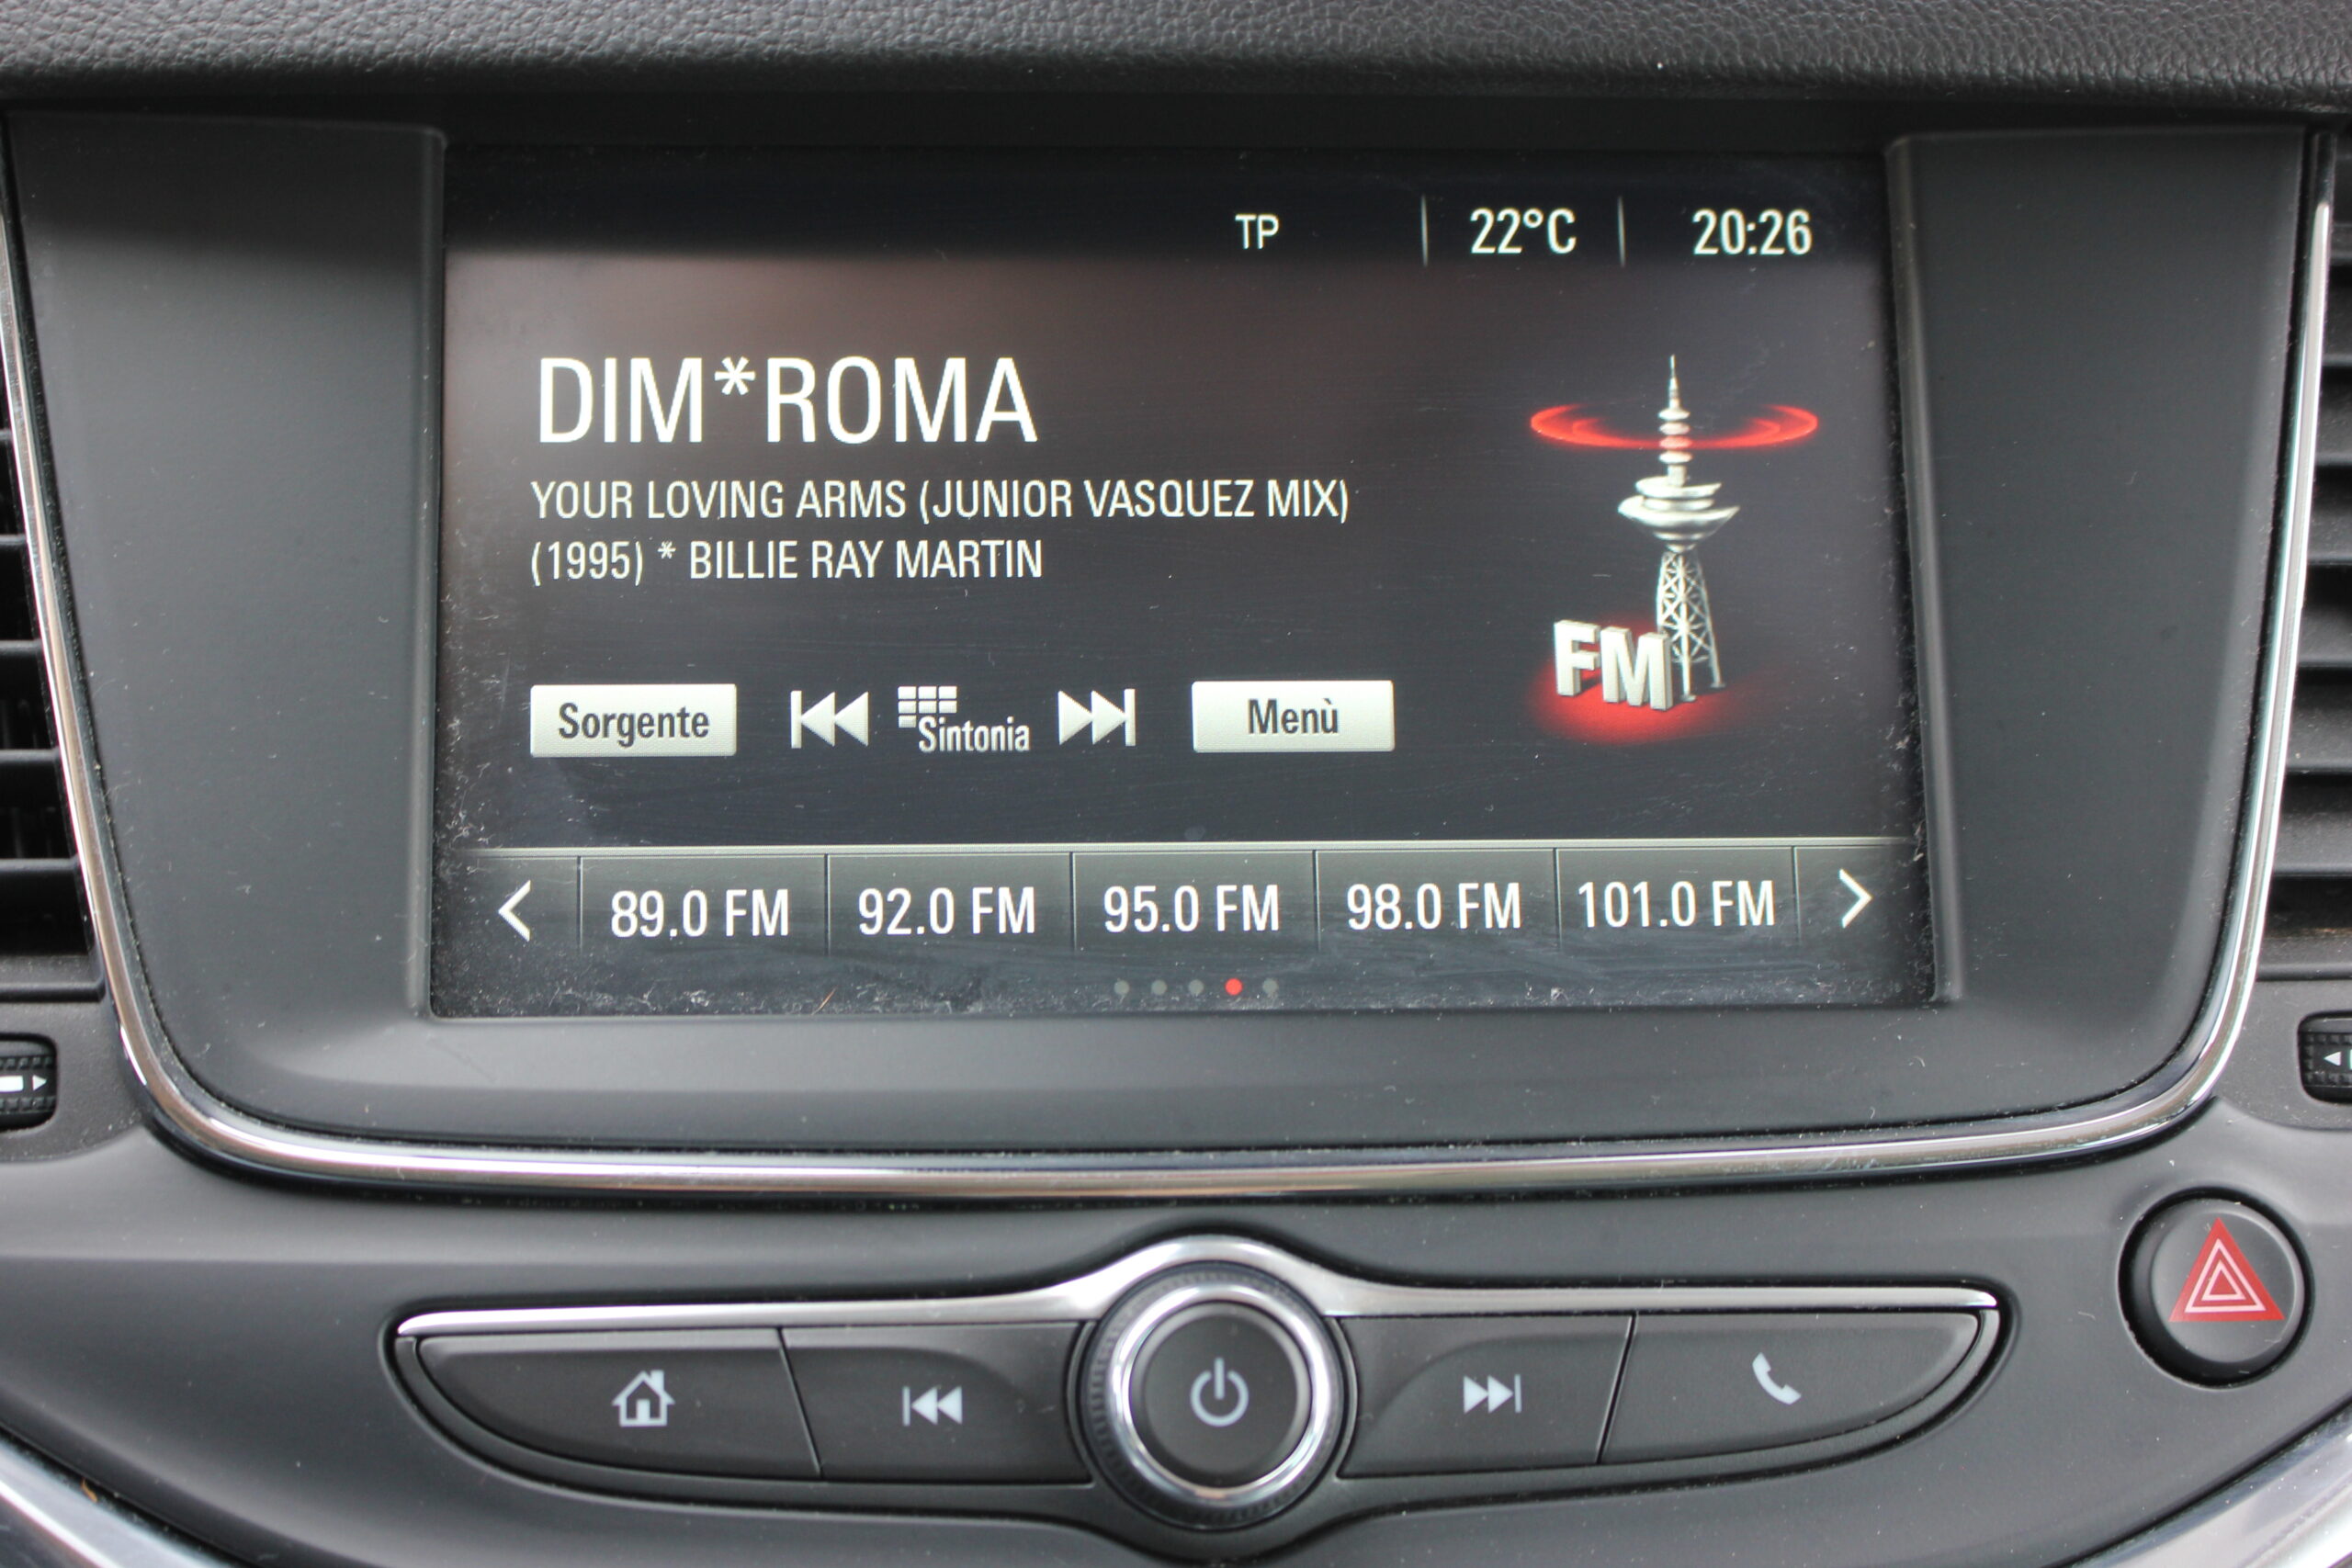 TP 22°C 20:26
DIM*ROMA
YOUR LOVING ARMS (JUNIOR VASQUEZ MIX)
(1995) * BILLIE RAY MARTIN
FM
Sorgente Sintonia Menù
89.0 FM 92.0 FM 95.0 FM 98.0 FM 101.0 FM